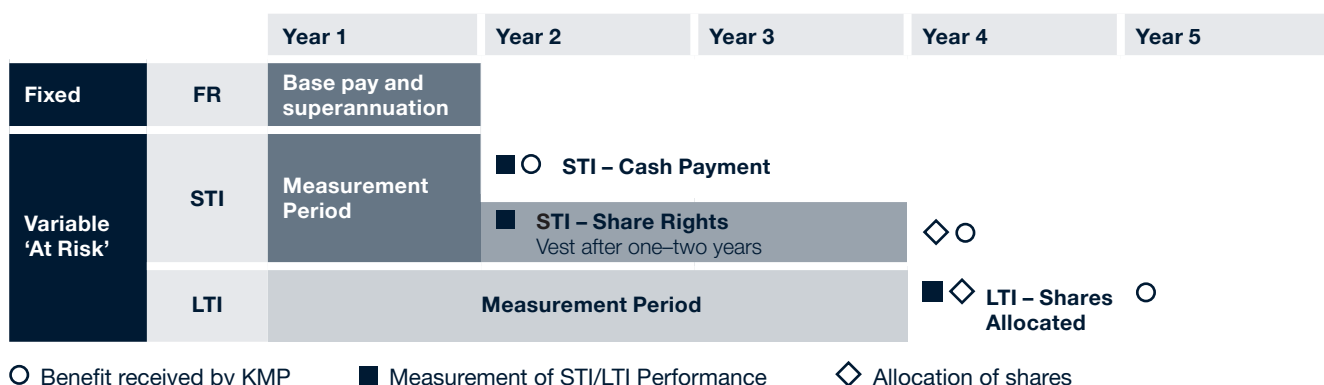 Year 1 Year 2 Year 3 Year 4 Year 5
Fixed
FR
Base pay and
superannuation
Variable
‘At Risk’
STI
Measurement
Period
STI – Cash Payment
STI – Share Rights
Vest after one–two years
LTI
Measurement Period
LTI – Shares
Allocated
Benefit received by KMP
Measurement of STI/LTI Performance
Allocation of shares